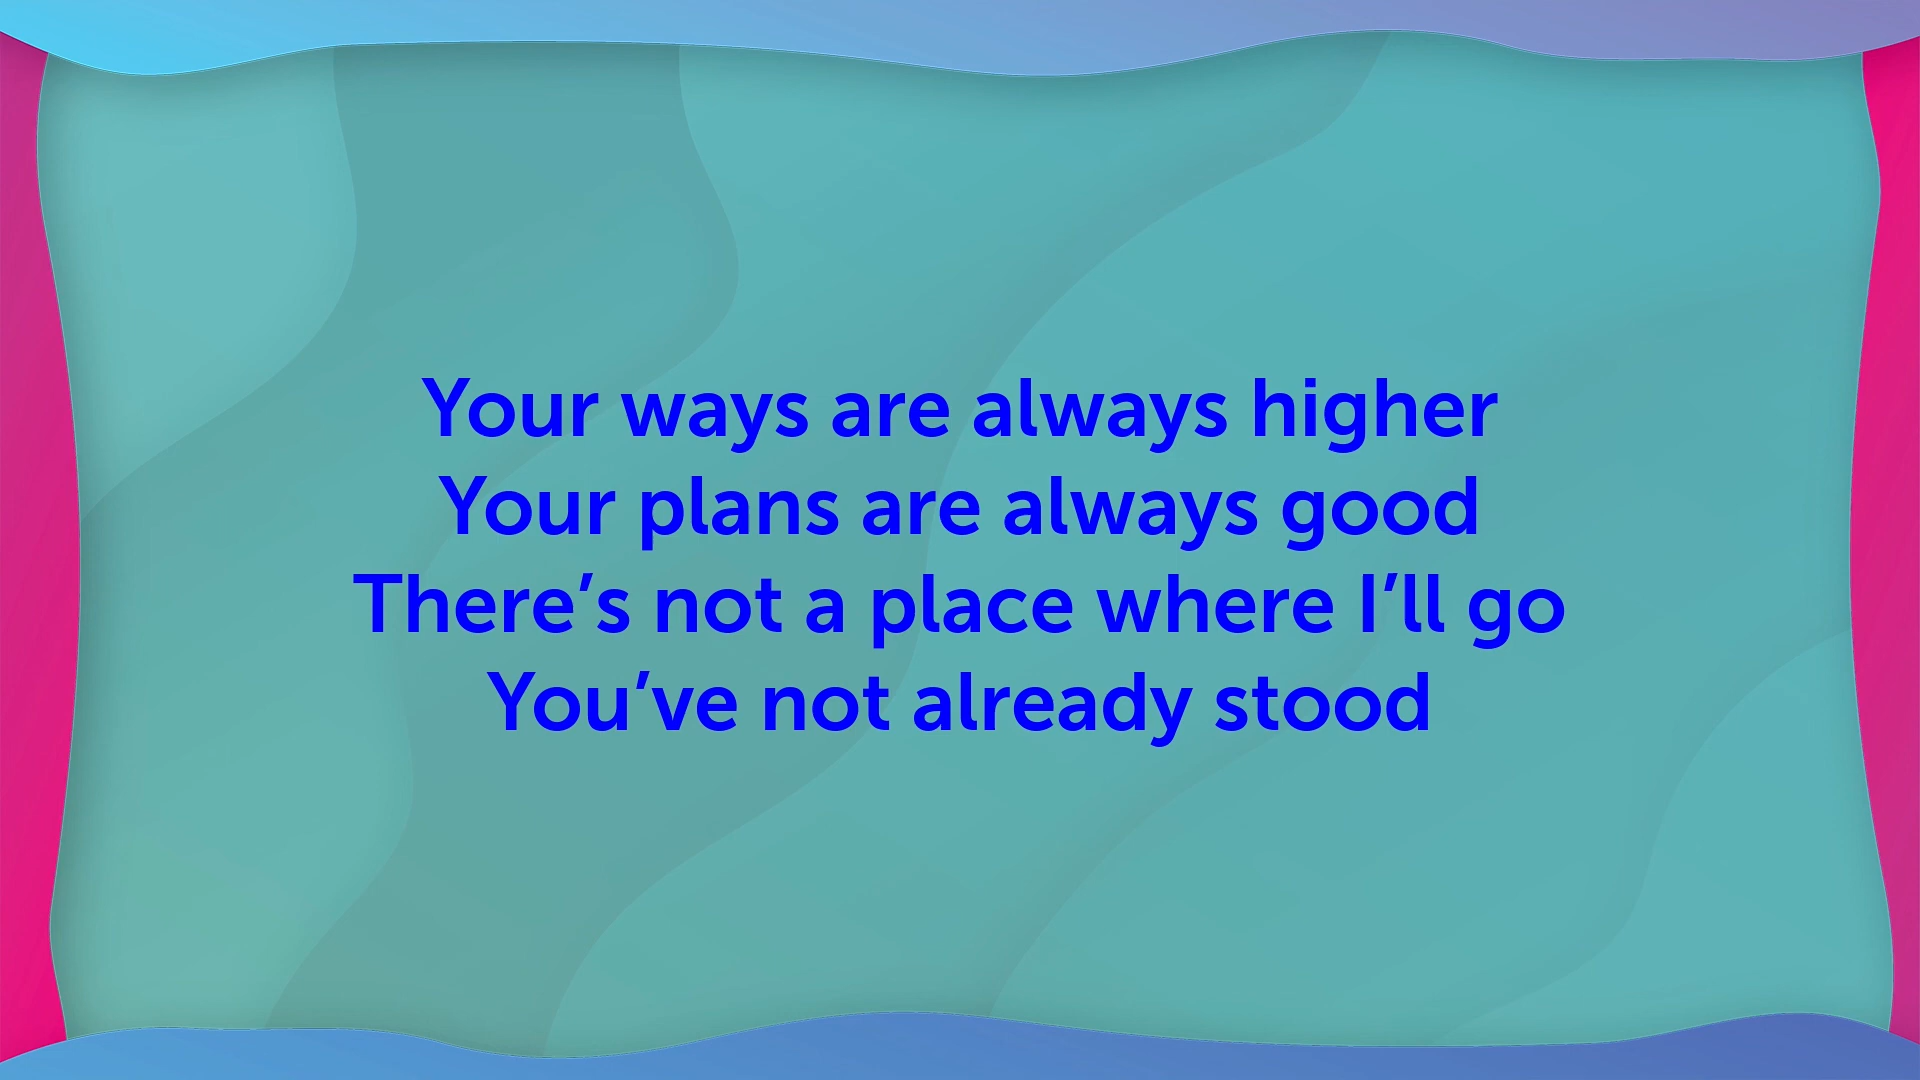 Your ways are always higher
Your plans are always good
There’s not a place where I’ll go
You’ve not already stood